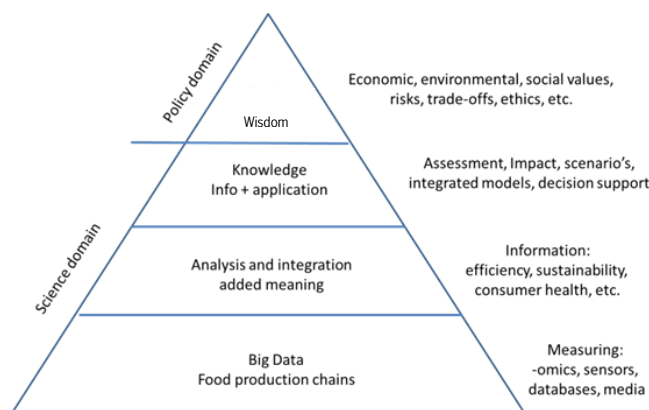 Policy domain
Economic, environmental, social values,
risks, trade-offs, ethics, etc.
Wisdom
Knowledge
Info + application
Assessment, Impact, scenario's,
integrated models, decision support
Science domain
Analysis and integration
added meaning
Information:
efficiency, sustainability,
consumer health, etc.
Big Data
Food production chains
Measuring:
-omics, sensors,
databases, media